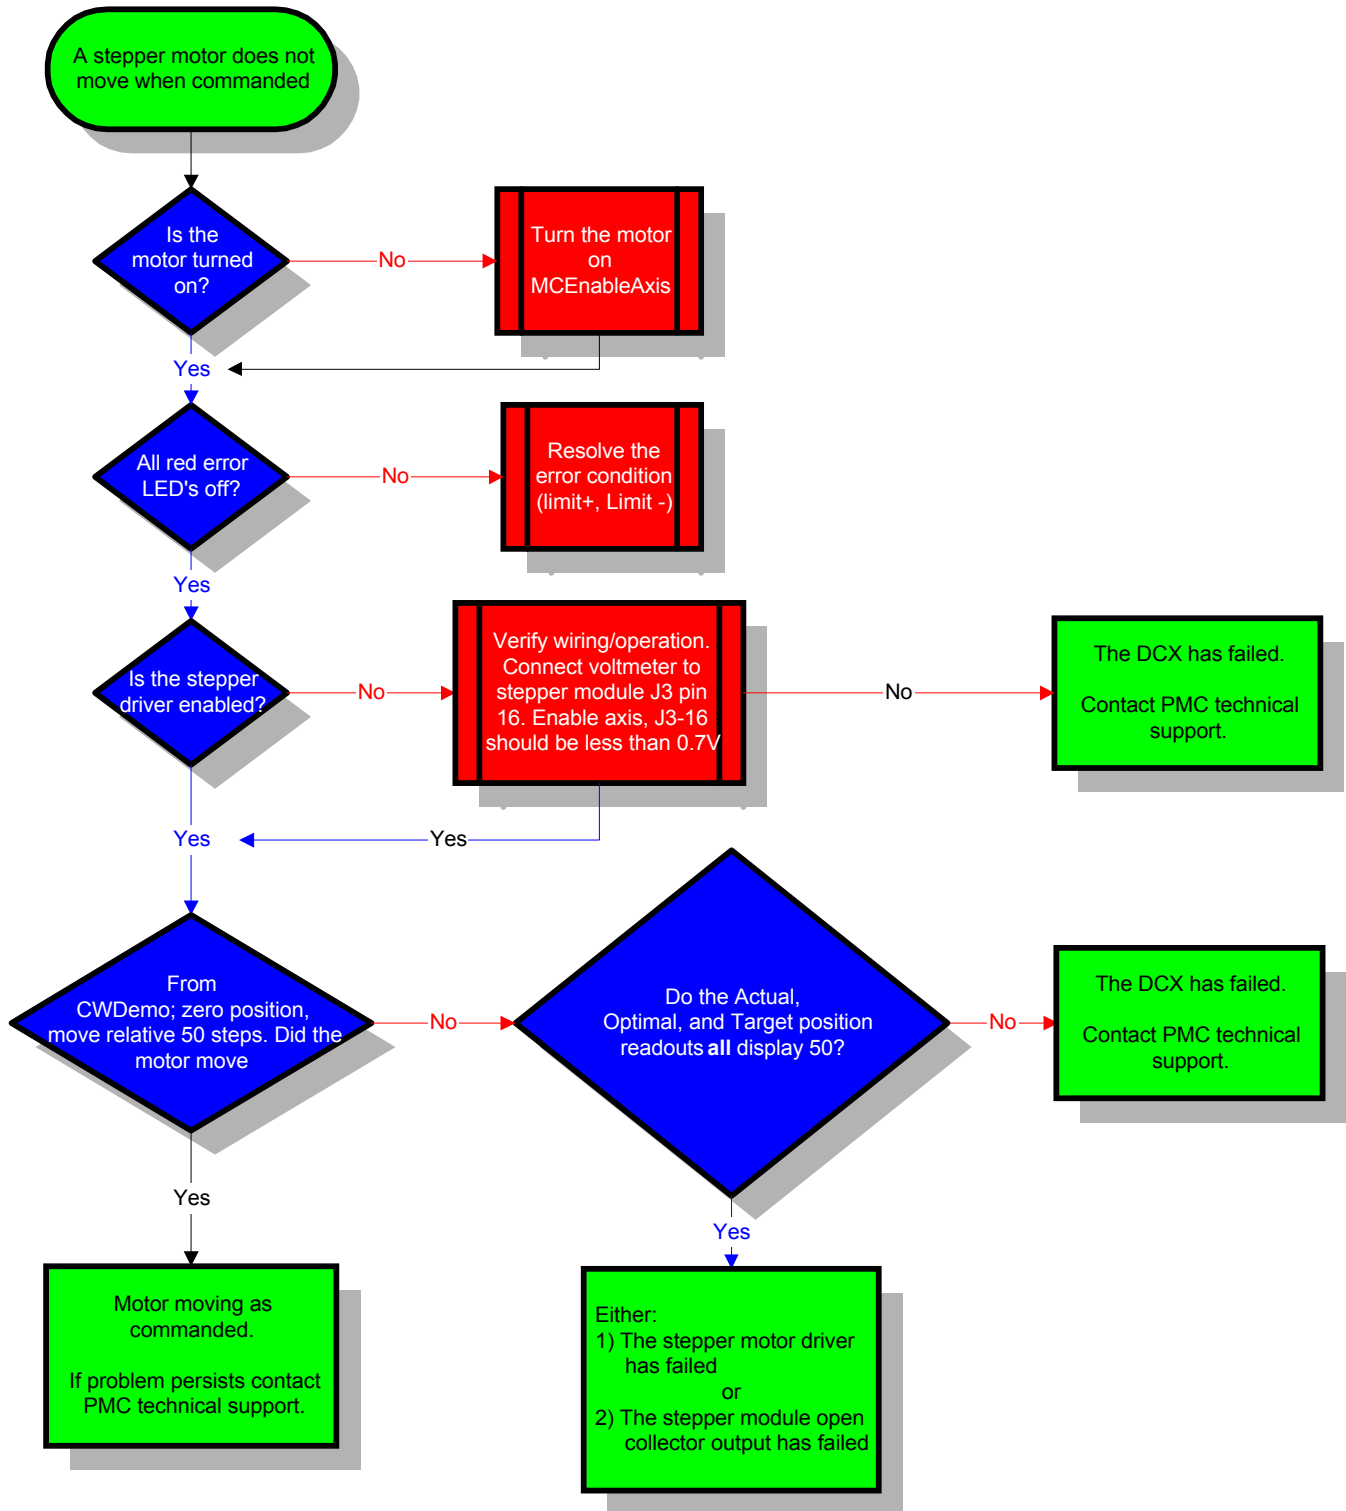 A stepper motor does not
move when commanded
Is the
motor turned
on?
No
Turn the motor
on
MCEnableAxis
Yes
All red error
LED's off?
No
Resolve the
error condition
(limit+, Limit -)
Yes
Is the stepper
driver enabled?
No
Verify wiring/operation.
Connect voltmeter to
stepper module J3 pin
16. Enable axis, J3-16
should be less than 0.7V
No
The DCX has failed.
Contact PMC technical
support.
Yes
Yes
From
CWDemo; zero position,
move relative 50 steps. Did the
motor move
No
Do the Actual,
Optimal, and Target position
readouts all display 50?
No
The DCX has failed.
Contact PMC technical
support.
Yes
Yes
Motor moving as
commanded.
If problem persists contact
PMC technical support.
Either:
1) The stepper motor driver
has failed
or
2) The stepper module open
collector output has failed